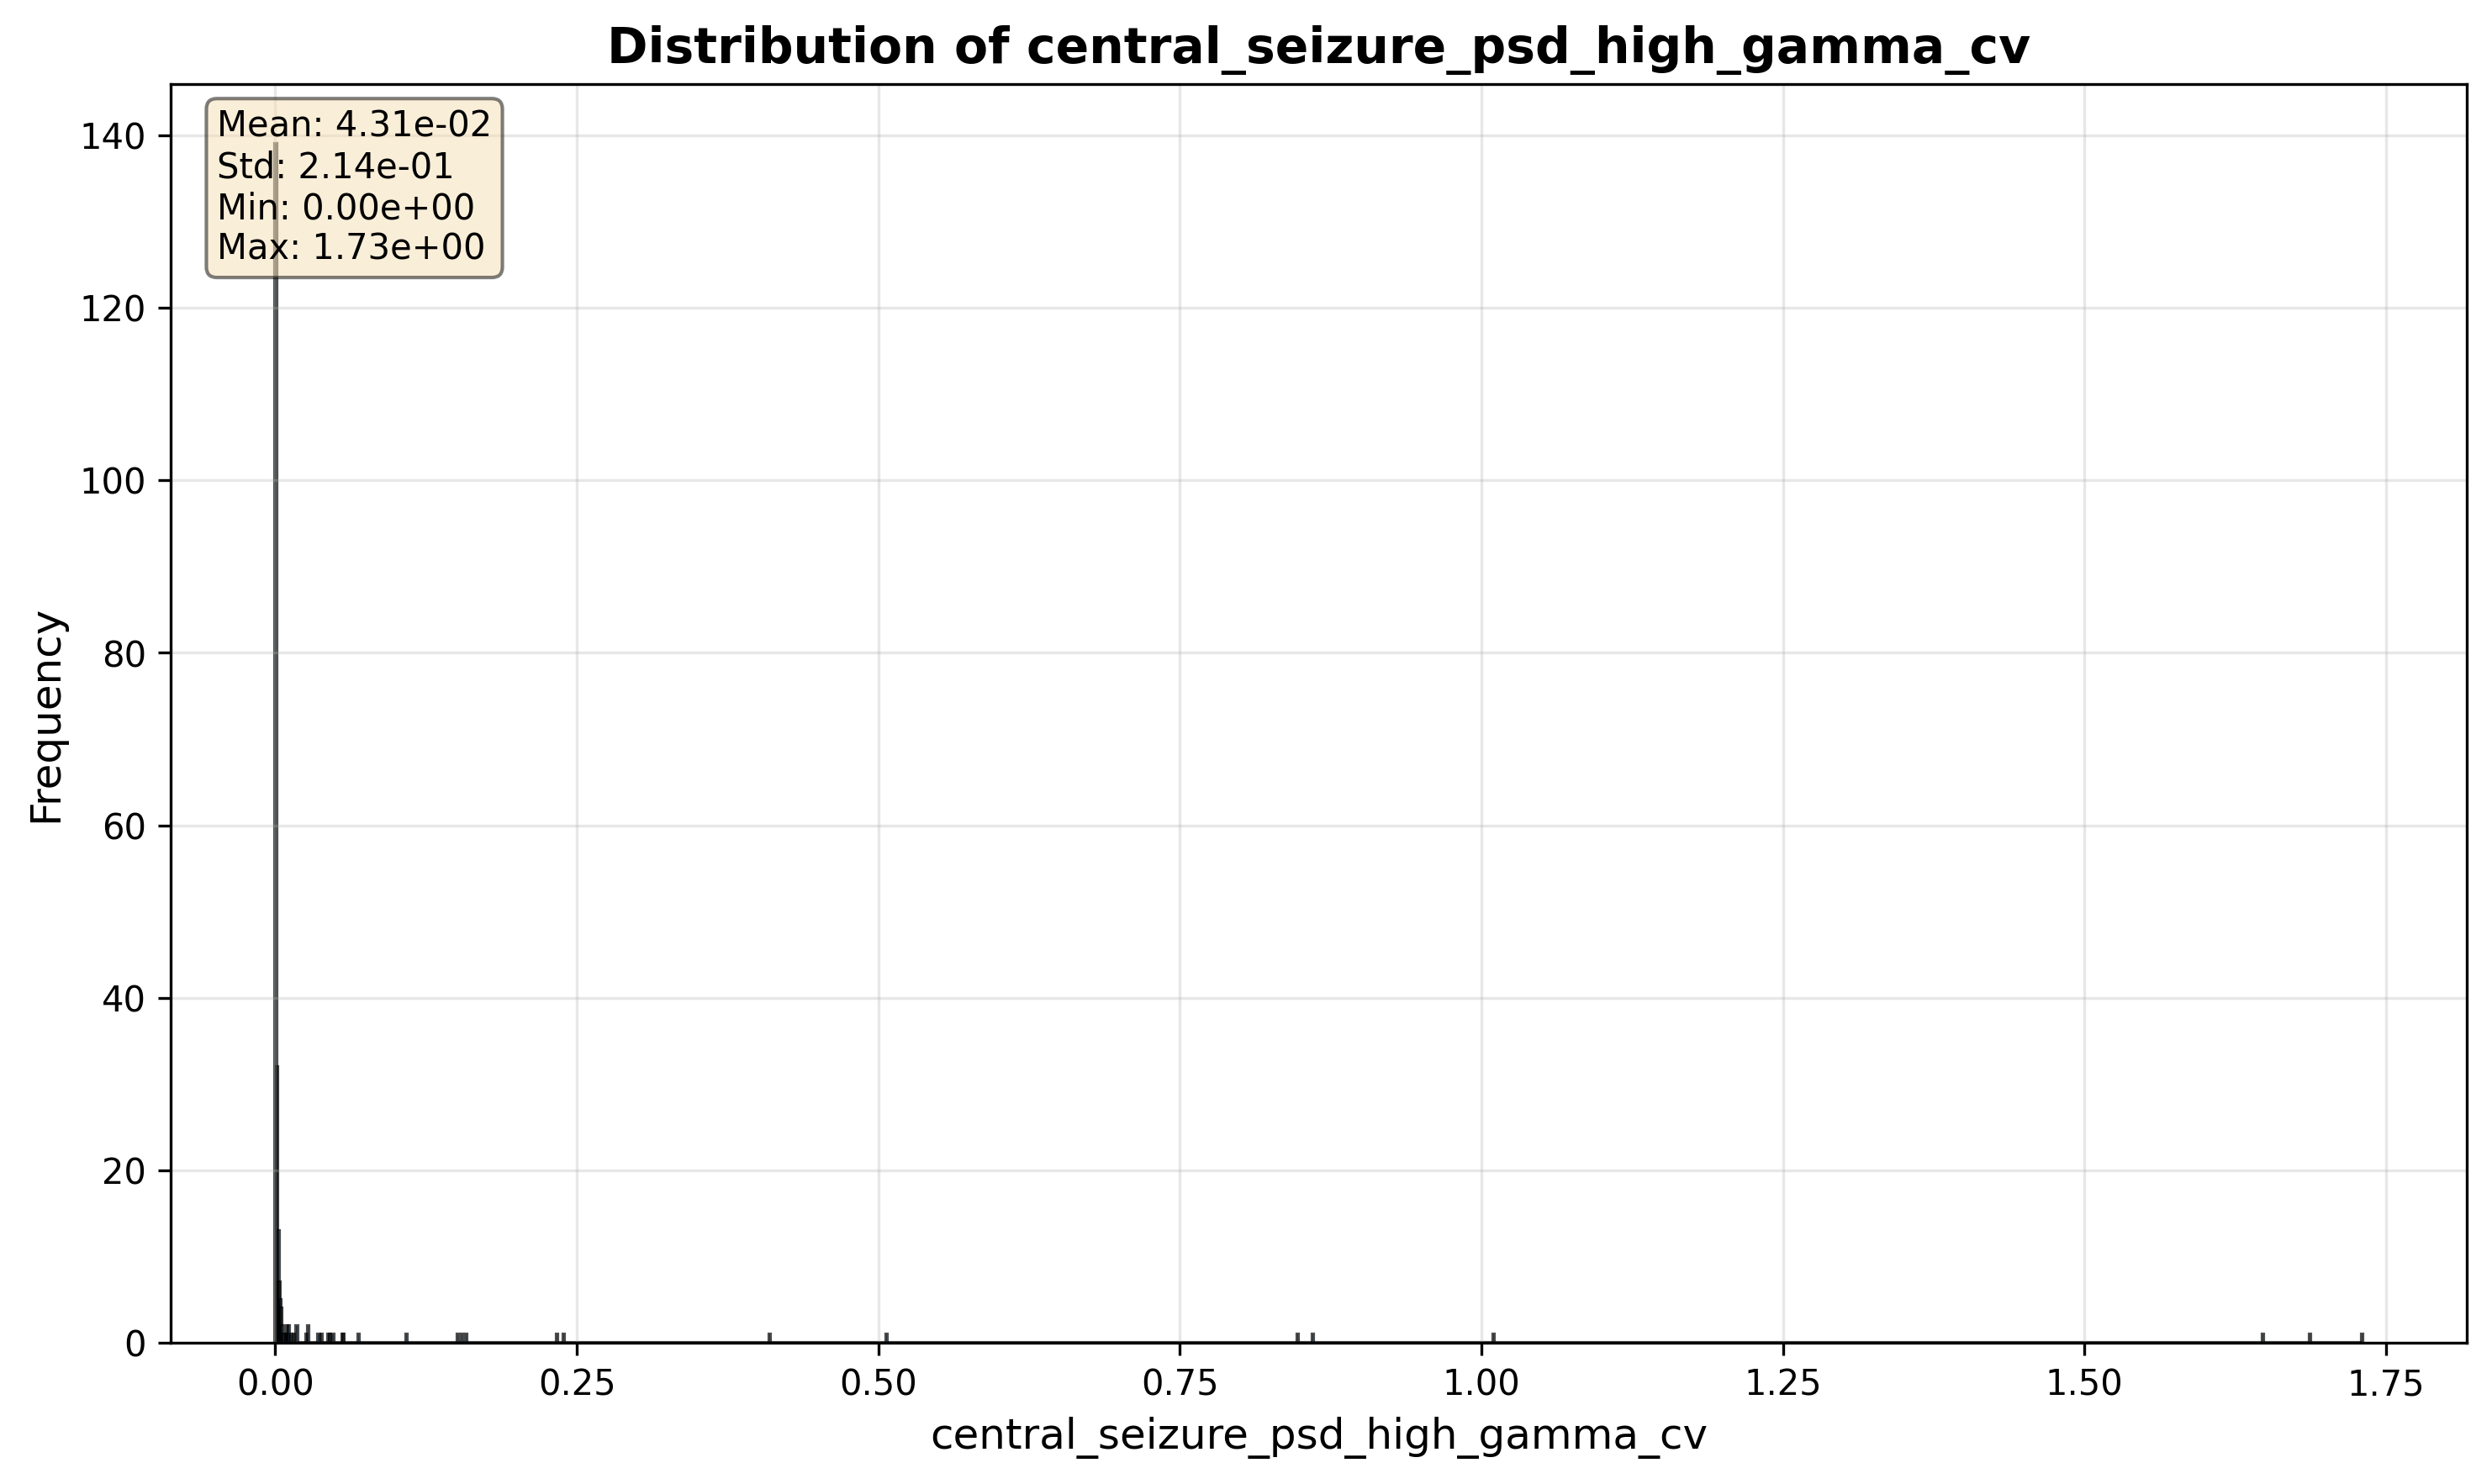 Distribution of central_seizure_psd_high_gamma_cv
Mean: 4.31e-02
Std: 2.14e-01
Min: 0.00e+00
Max: 1.73e+00
140
120
100
80
60
40
20
0
Frequency
0.00 0.25 0.50 0.75 1.00 1.25 1.50 1.75
central_seizure_psd_high_gamma_cv